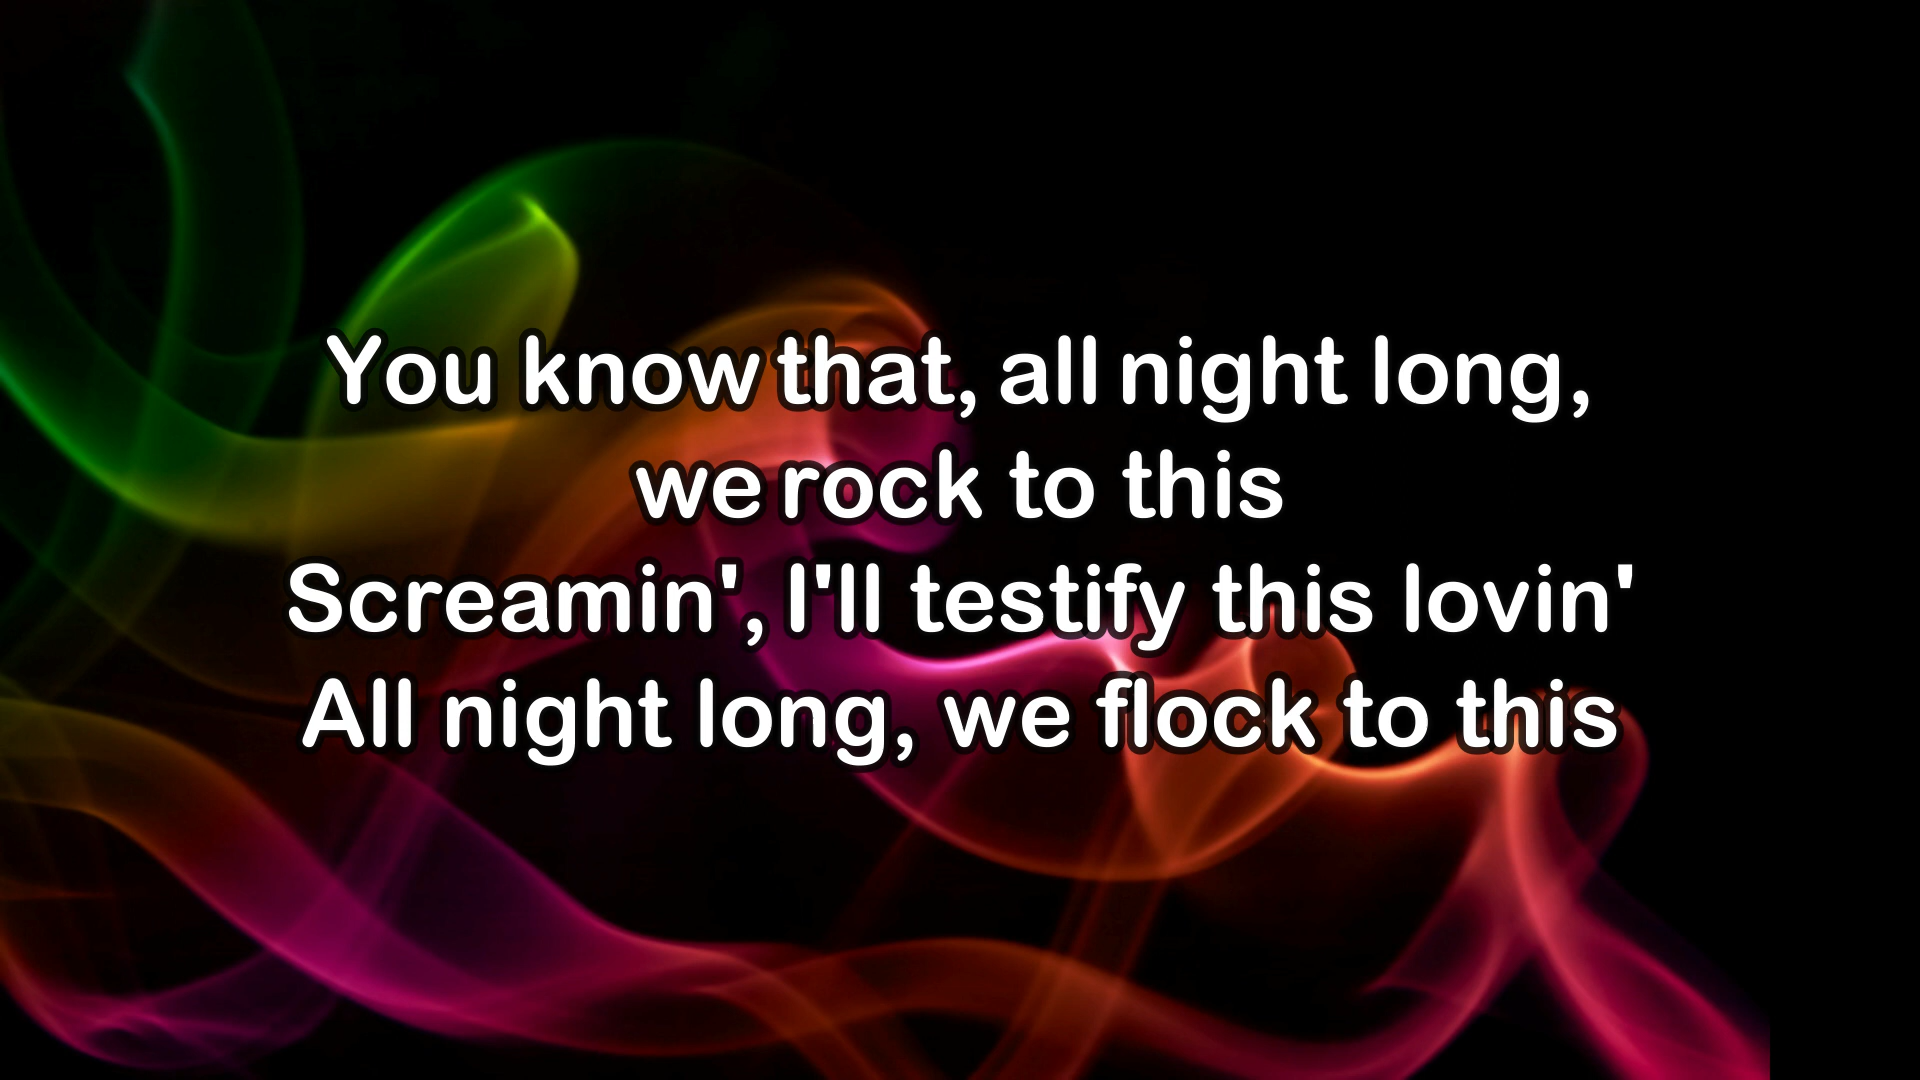 You know that, all night long,
we rock to this
Screamin', I'll testify this lovin'
All night long, we flock to this